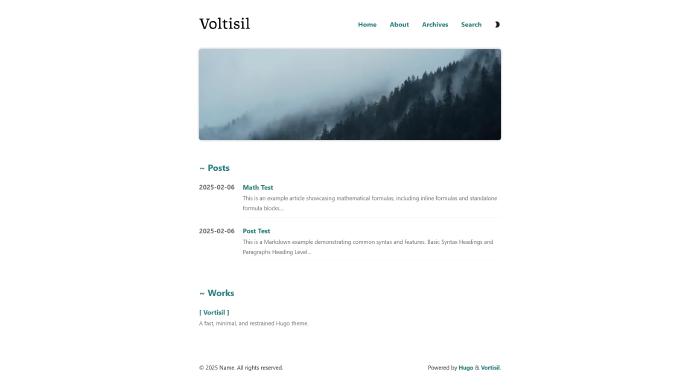 Voltisil
Home About Archives Search
~ Posts
2025-02-06 Math Test
This is an example article showcasing mathematical formulas, including inline formulas and standalone
formula blocks...
2025-02-06 Post Test
This is a Markdown example demonstrating common syntax and features. Basic Syntax Headings and
Paragraphs Heading Level...
~ Works
[ Vortisil ]
A fast, minimal, and restrained Hugo theme.
© 2025 Name. All rights reserved. Powered by Hugo & Vortisil.